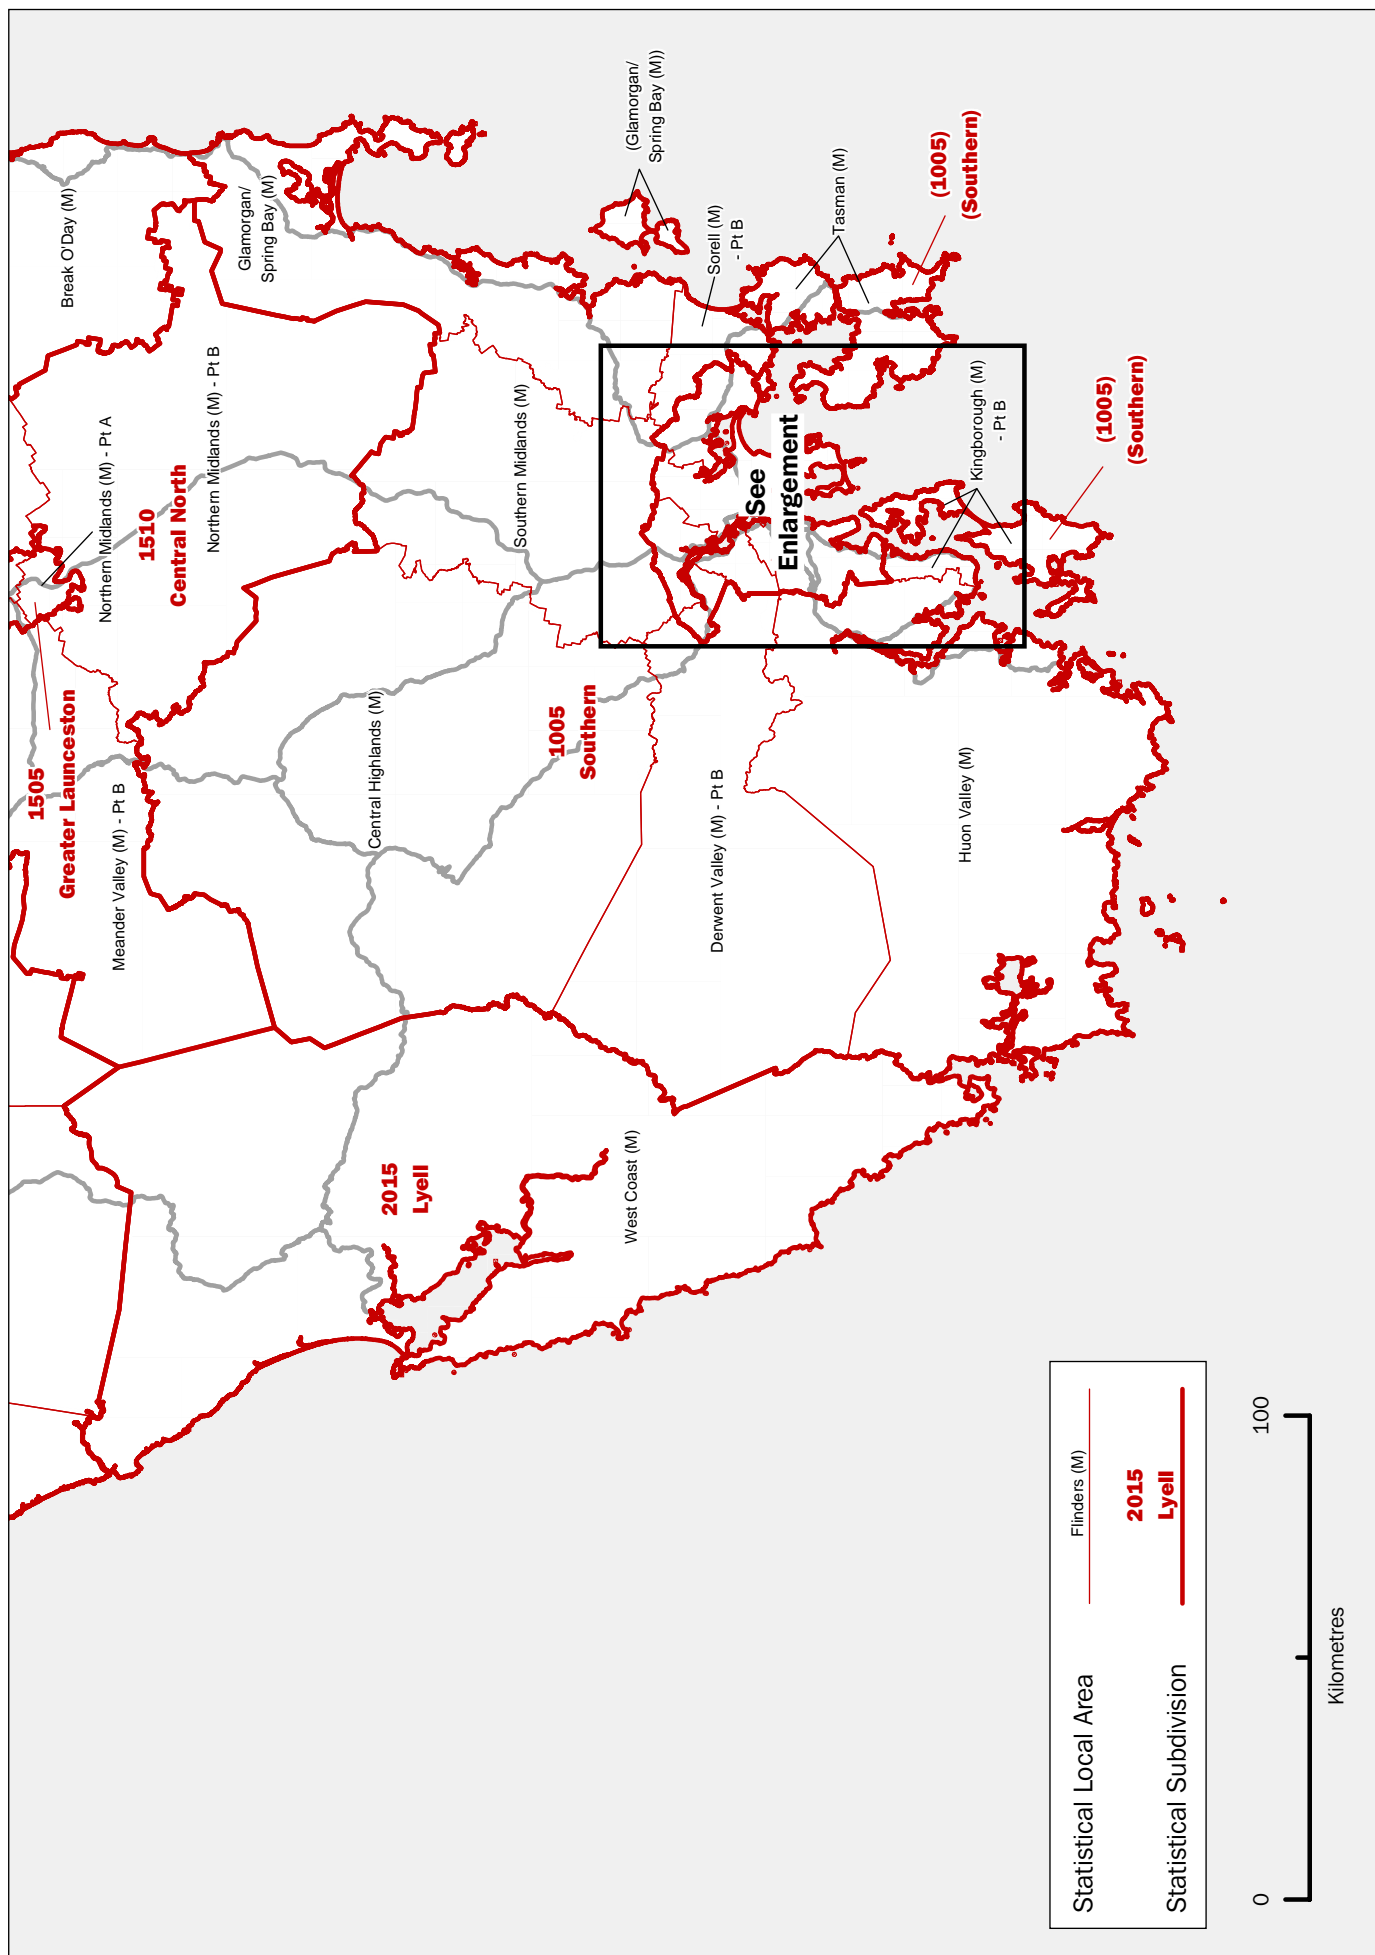 1505
Greater Launceston
Meander Valley (M) - Pt B
Northern Midlands (M) - Pt A
1510
Central North
Northern Midlands (M) - Pt B
Break O'Day (M)
Glamorgan/
Spring Bay (M)
2015
Lyell
Central Highlands (M)
Southern Midlands (M)
1005
Southern
(Glamorgan/
Spring Bay (M))
West Coast (M)
Derwent Valley (M) - Pt B
See
Enlargement
Sorell (M)
- Pt B
Tasman (M)
(1005)
(Southern)
Huon Valley (M)
Kingborough (M)
- Pt B
(1005)
(Southern)
Statistical Local Area
Flinders (M)
Statistical Subdivision
2015
Lyell
0
100
Kilometres